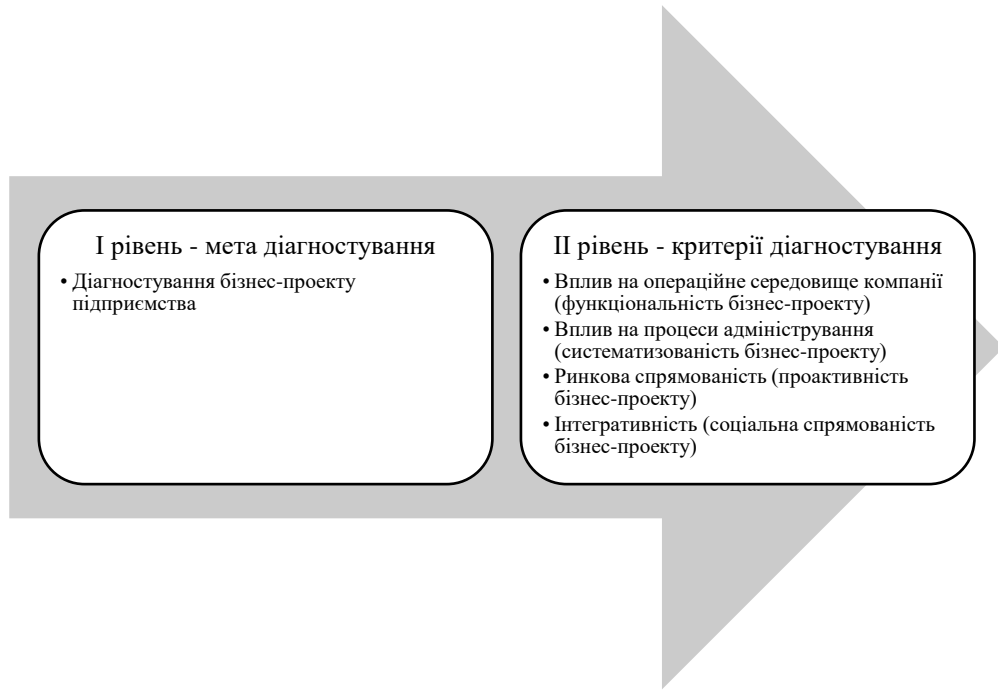 І рівень - мета діагностування
• Діагностування бізнес-проекту
підприємства
ІІ рівень - критерії діагностування
• Вплив на операційне середовище компанії
(функціональність бізнес-проекту)
• Вплив на процеси адміністрування
(систематизованість бізнес-проекту)
• Ринкова спрямованість (проактивність
бізнес-проекту)
• Інтегративність (соціальна спрямованість
бізнес-проекту)